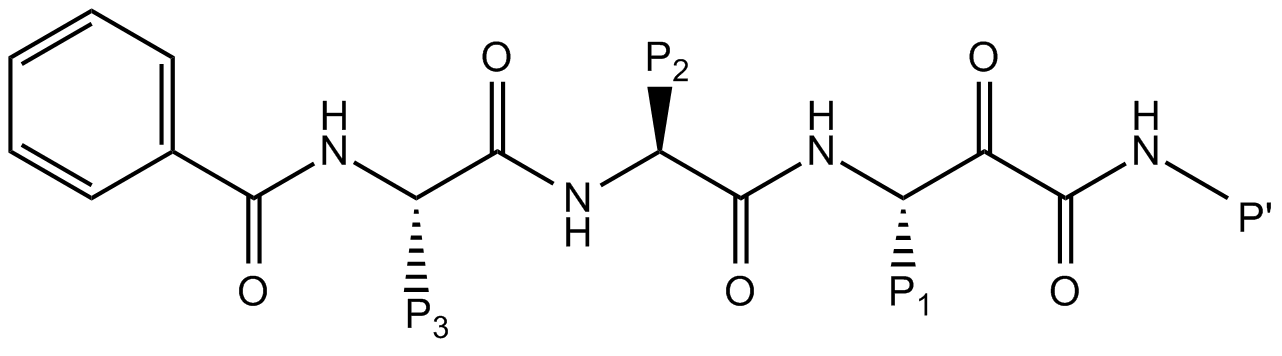 O P₂ O
H H H
N N N
N
H P'
O P₃ O P₁ O